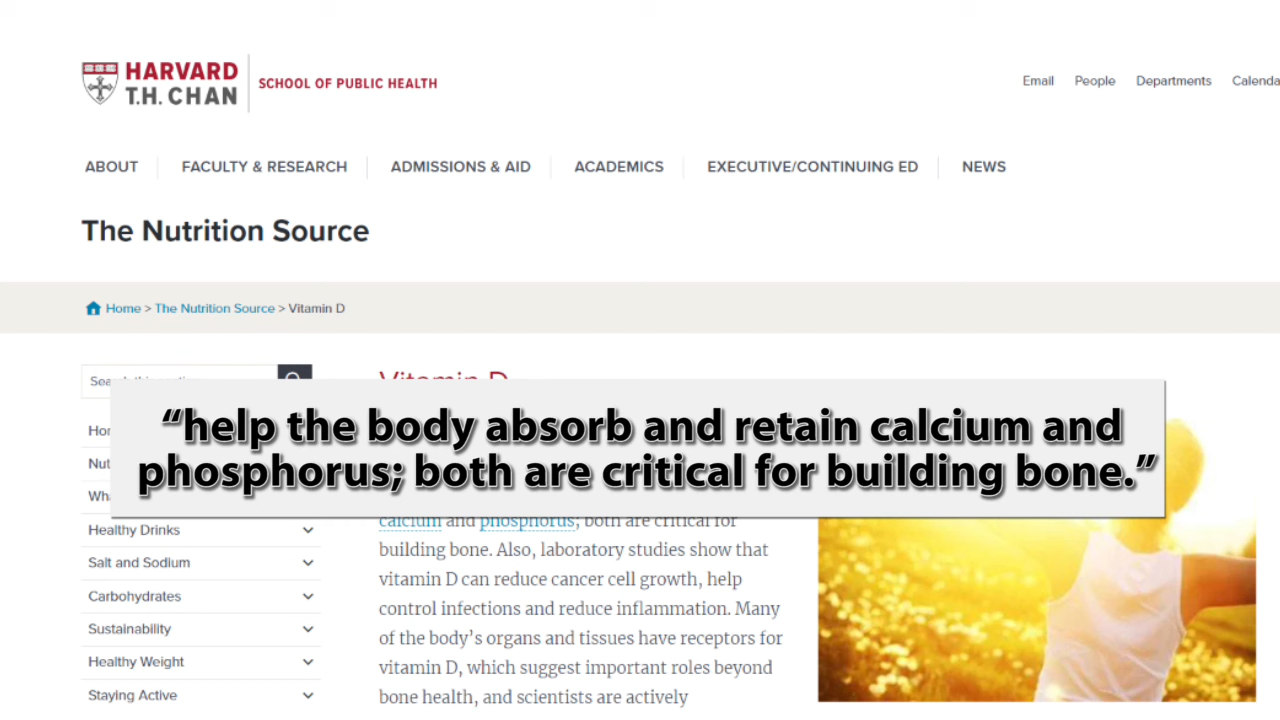 HARVARD
T.H. CHAN
SCHOOL OF PUBLIC HEALTH
Email People Departments
ABOUT FACULTY & RESEARCH ADMISSIONS & AID ACADEMICS EXECUTIVE/CONTINUING ED NEWS
The Nutrition Source
Home > The Nutrition Source > Vitamin D
Vitamin D
“help the body absorb and retain calcium and
phosphorus; both are critical for building bone.”
Healthy Drinks
Salt and Sodium
Carbohydrates
Sustainability
Healthy Weight
Staying Active
calcium and phosphorus; both are critical for
building bone. Also, laboratory studies show that
vitamin D can reduce cancer cell growth, help
control infections and reduce inflammation. Many
of the body’s organs and tissues have receptors for
vitamin D, which suggest important roles beyond
bone health, and scientists are actively